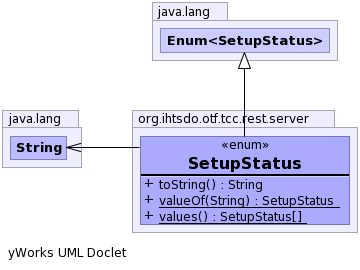 java.lang
Enum<SetupStatus>
java.lang
String
org.ihtsdo.otf.tcc.rest.server
«enum»
SetupStatus
+ toString() : String
+ valueOf(String) : SetupStatus
+ values() : SetupStatus[]
yWorks UML Doclet